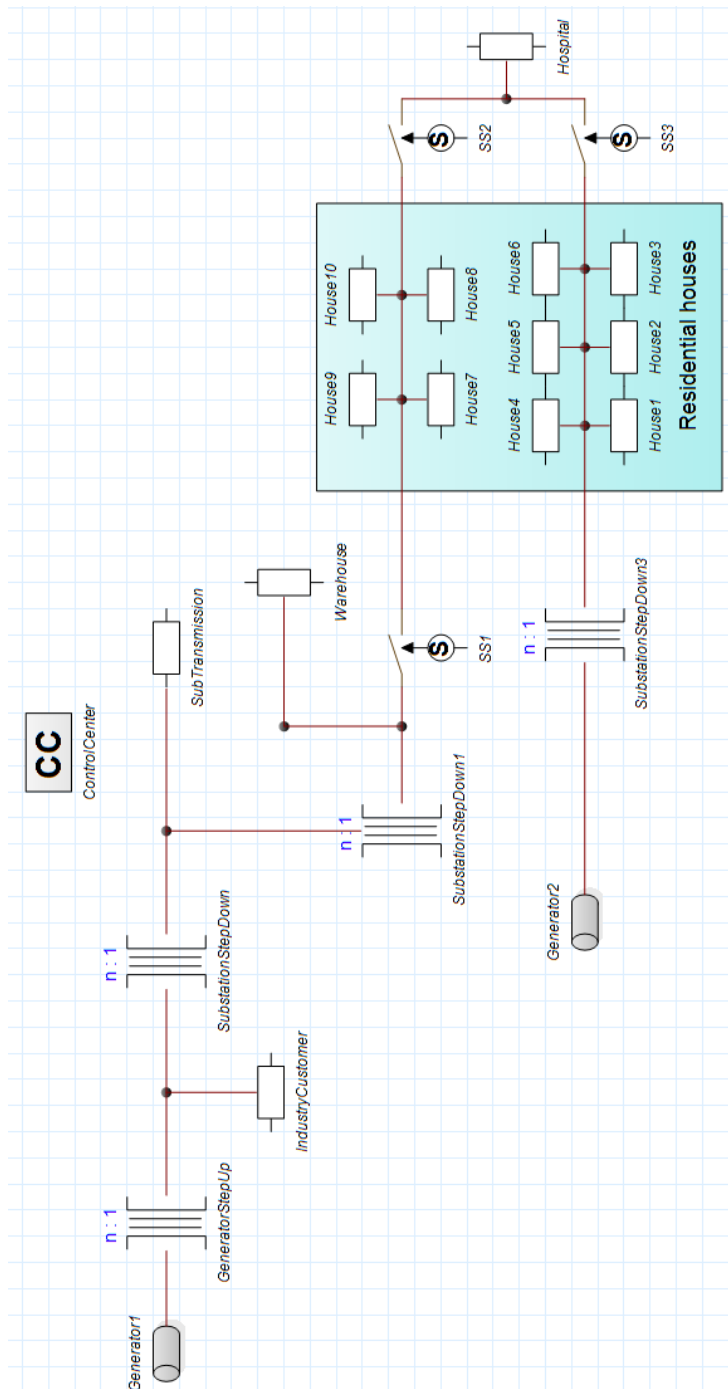 CC
ControlCenter
n : 1
n : 1
Generator1
GeneratorStepUp
SubstationStepDown
SubTransmission
IndustryCustomer
Warehouse
n : 1
SubstationStepDown1
S
SS1
House9
House10
House7
House8
S
SS2
Hospital
n : 1
Generator2
SubstationStepDown3
House4
House5
House6
House1
House2
House3
S
SS3
Residential houses